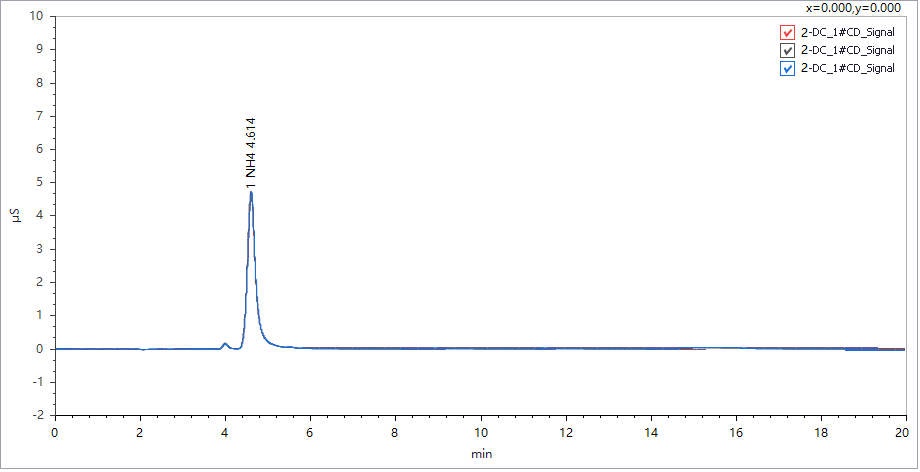 x=0.000,y=0.000
2-DC_1#CD_Signal
2-DC_1#CD_Signal
2-DC_1#CD_Signal
10
9
8
7
6
5
4
3
2
1
0
-1
-2
µS
1 NH4 4.614
0 2 4 6 8 10 12 14 16 18 20
min